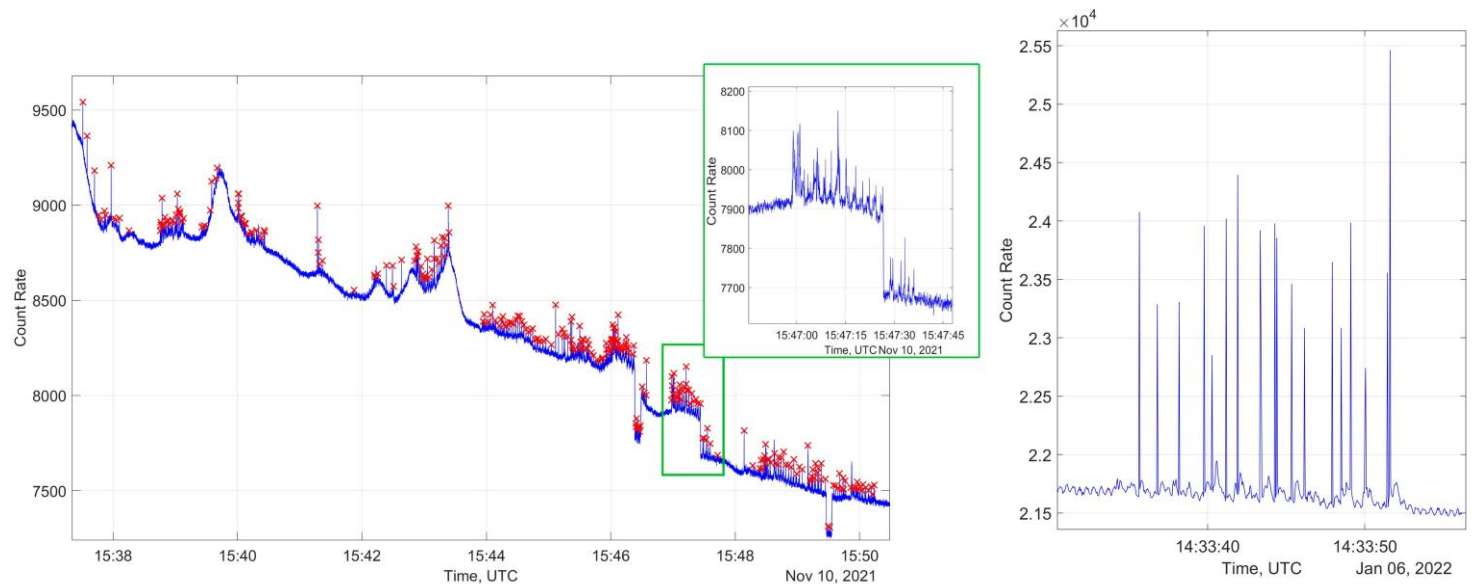 9500
9000
8500
8000
7500
Count Rate
15:38 15:40 15:42 15:44 15:46 15:48 15:50
Time, UTC
Nov 10, 2021
8200
8100
8000
7900
7800
7700
Count Rate
15:47:00 15:47:15 15:47:30 15:47:45
Time, UTC Nov 10, 2021
×10⁴
2.55
2.5
2.45
2.4
2.35
2.3
2.25
2.2
2.15
Count Rate
14:33:40 14:33:50
Time, UTC
Jan 06, 2022